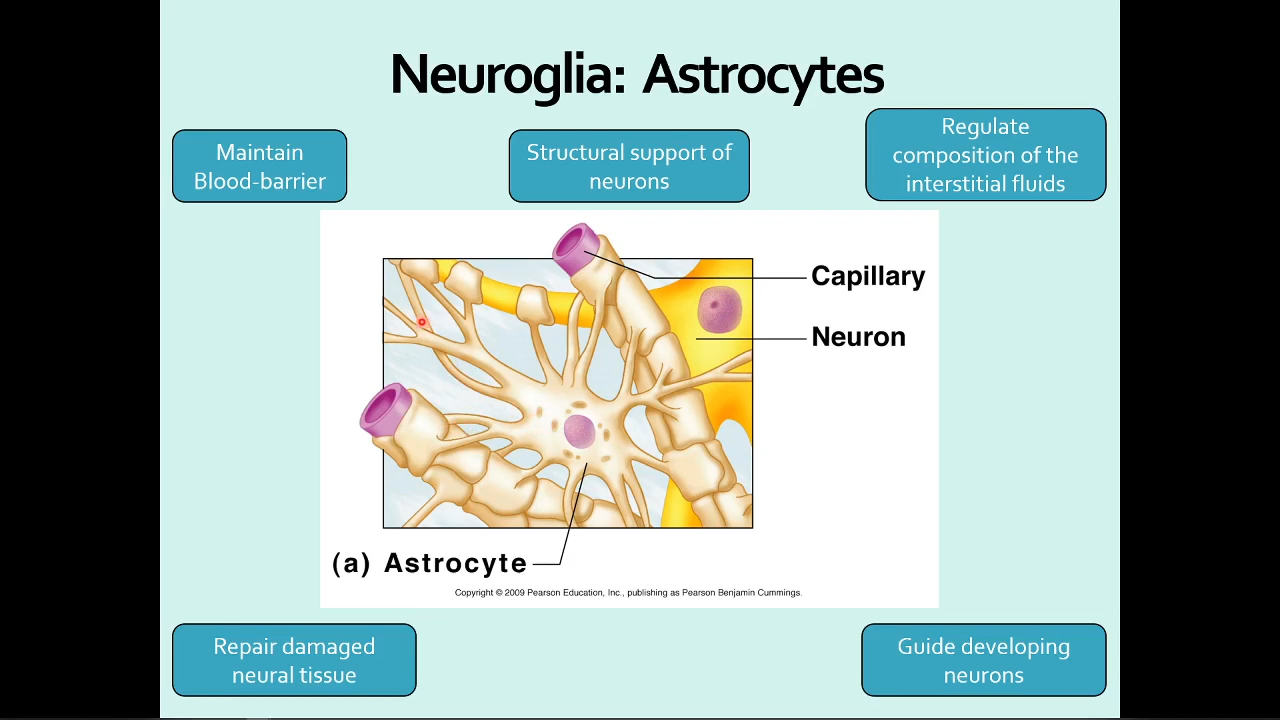 Neuroglia: Astrocytes
Maintain
Blood-barrier
Structural support of
neurons
Regulate
composition of the
interstitial fluids
Capillary
Neuron
(a) Astrocyte
Copyright © 2009 Pearson Education, Inc., publishing as Pearson Benjamin Cummings.
Repair damaged
neural tissue
Guide developing
neurons